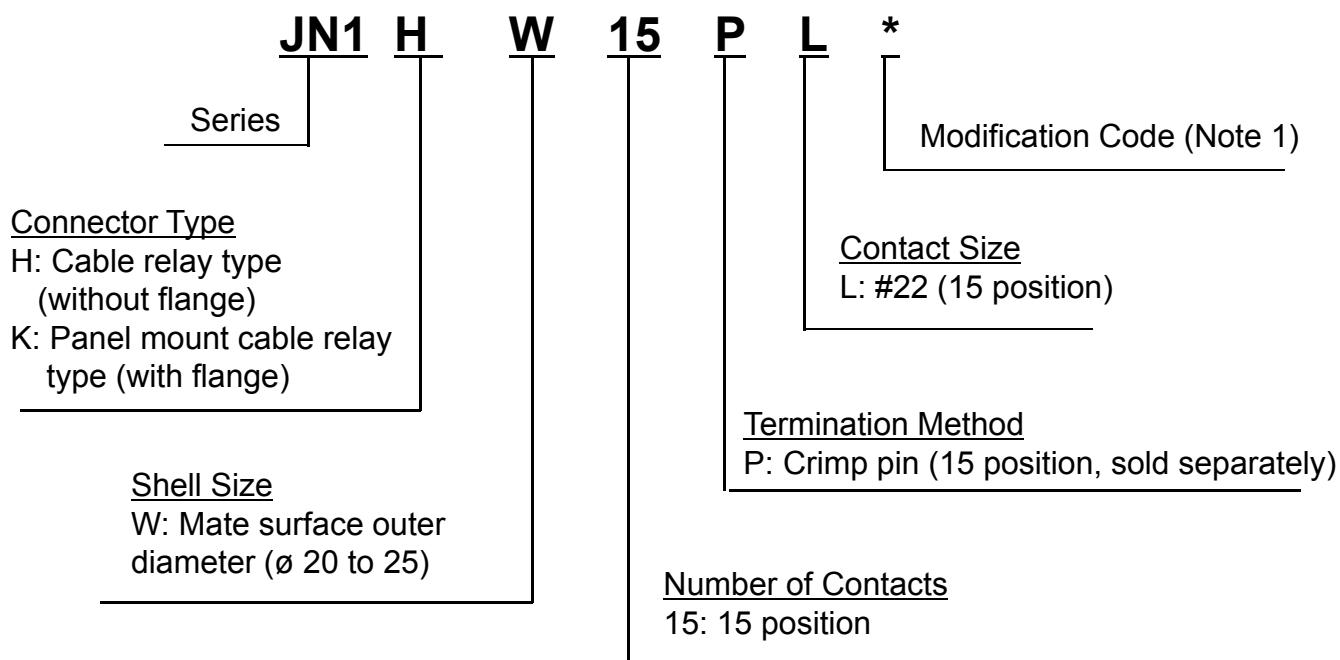 JN1 H W 15 P L *
Series
Modification Code (Note 1)
Connector Type
H: Cable relay type
(without flange)
K: Panel mount cable relay
type (with flange)
Contact Size
L: #22 (15 position)
Termination Method
P: Crimp pin (15 position, sold separately)
Shell Size
W: Mate surface outer
diameter (ø 20 to 25)
Number of Contacts
15: 15 position